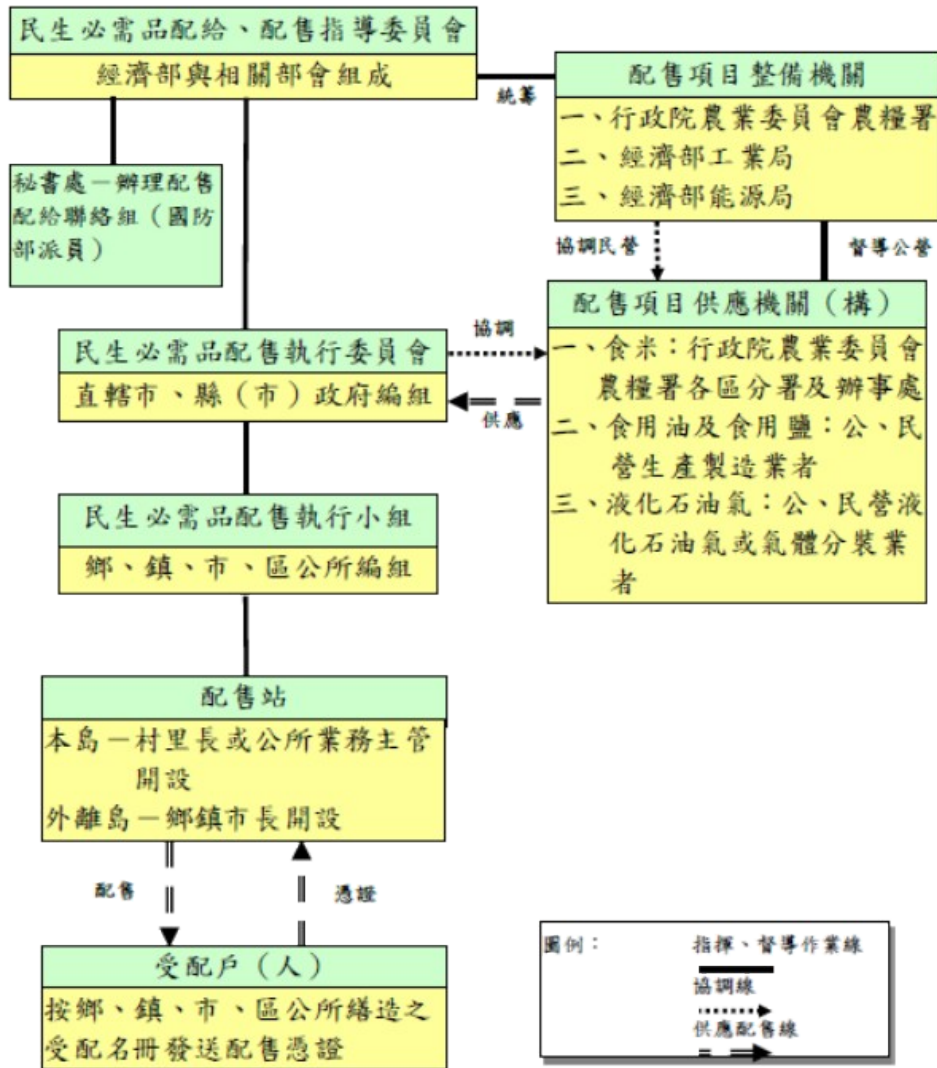 民生必需品配給、配售指導委員會
經濟部與相關部會組成
統籌
配售項目整備機關
一、行政院農業委員會農糧署
二、經濟部工業局
三、經濟部能源局
秘書處－辦理配售
配給聯絡組（國防
部派員）
協調民營
督導公營
配售項目供應機關（構）
一、食米：行政院農業委員會
農糧署各區分署及辦事處
二、食用油及食用鹽：公、民
營生產製造業者
三、液化石油氣：公、民營液
化石油氣或氣體分裝業
者
民生必需品配售執行委員會
直轄市、縣（市）政府編組
協調
供應
民生必需品配售執行小組
鄉、鎮、市、區公所編組
配售站
本島－村里長或公所業務主管
開設
外離島－鄉鎮市長開設
配售
憑證
受配戶（人）
按鄉、鎮、市、區公所繕造之
受配名冊發送配售憑證
圖例：
指揮、督導作業線
協調線
供應配售線